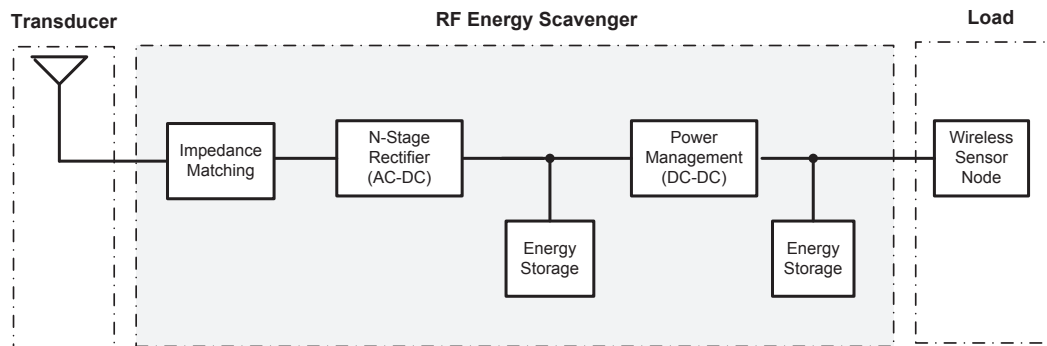 Transducer
RF Energy Scavenger
Load
Impedance
Matching
N-Stage
Rectifier
(AC-DC)
Power
Management
(DC-DC)
Wireless
Sensor
Node
Energy
Storage
Energy
Storage